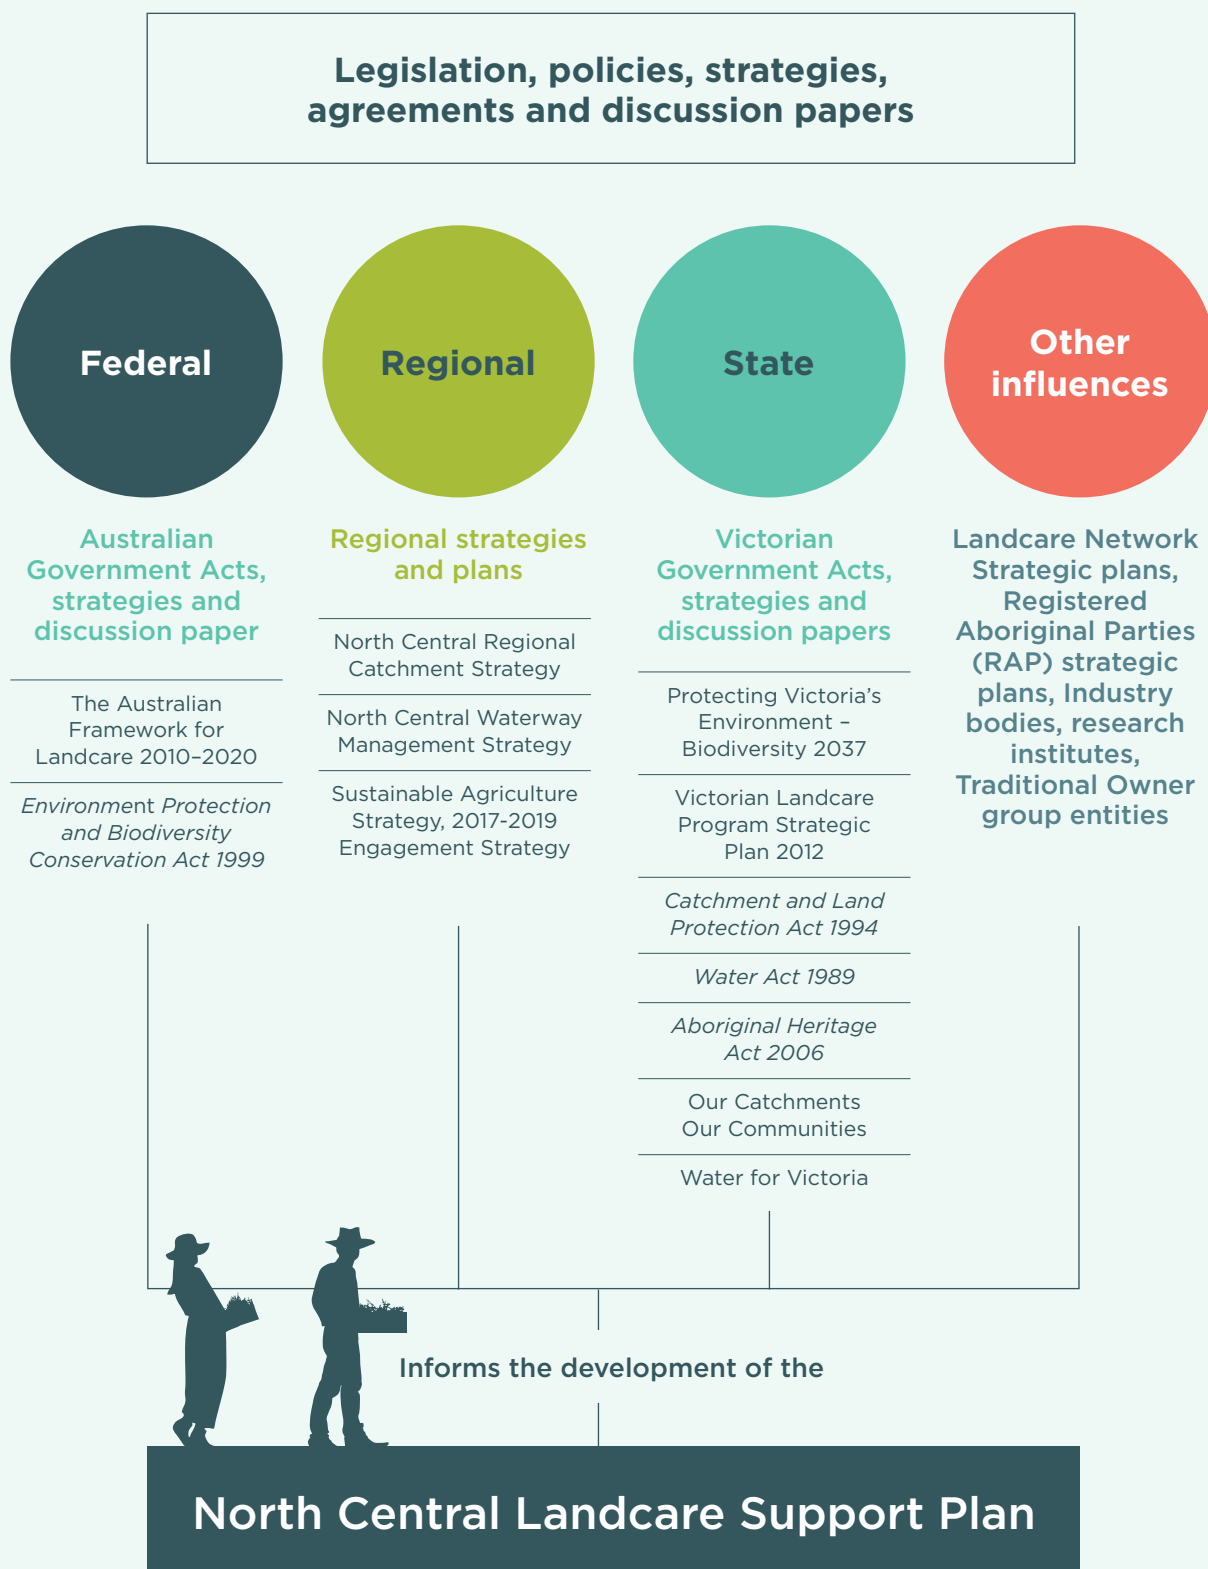 Legislation, policies, strategies,
agreements and discussion papers
Federal
Australian
Government Acts,
strategies and
discussion paper
The Australian
Framework for
Landcare 2010–2020
Environment Protection
and Biodiversity
Conservation Act 1999
Regional
Regional strategies
and plans
North Central Regional
Catchment Strategy
North Central Waterway
Management Strategy
Sustainable Agriculture
Strategy, 2017-2019
Engagement Strategy
State
Victorian
Government Acts,
strategies and
discussion papers
Protecting Victoria’s
Environment –
Biodiversity 2037
Victorian Landcare
Program Strategic
Plan 2012
Catchment and Land
Protection Act 1994
Water Act 1989
Aboriginal Heritage
Act 2006
Our Catchments
Our Communities
Water for Victoria
Other
influences
Landcare Network
Strategic plans,
Registered
Aboriginal Parties
(RAP) strategic
plans, Industry
bodies, research
institutes,
Traditional Owner
group entities
Informs the development of the
North Central Landcare Support Plan